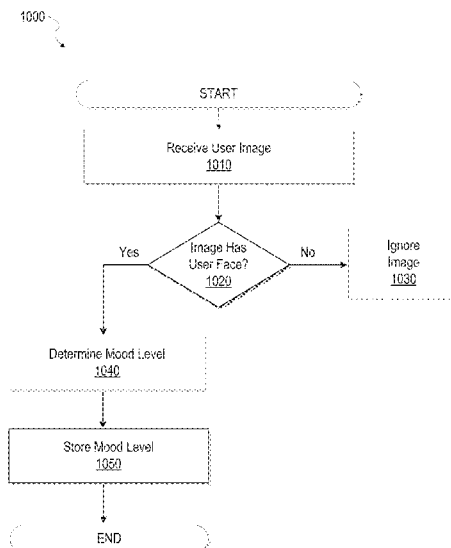 1000
START
Receive User Image
1010
Image Has
User Face?
1020
Yes
No
Ignore
Image
1030
Determine Mood Level
1040
Store Mood Level
1050
END